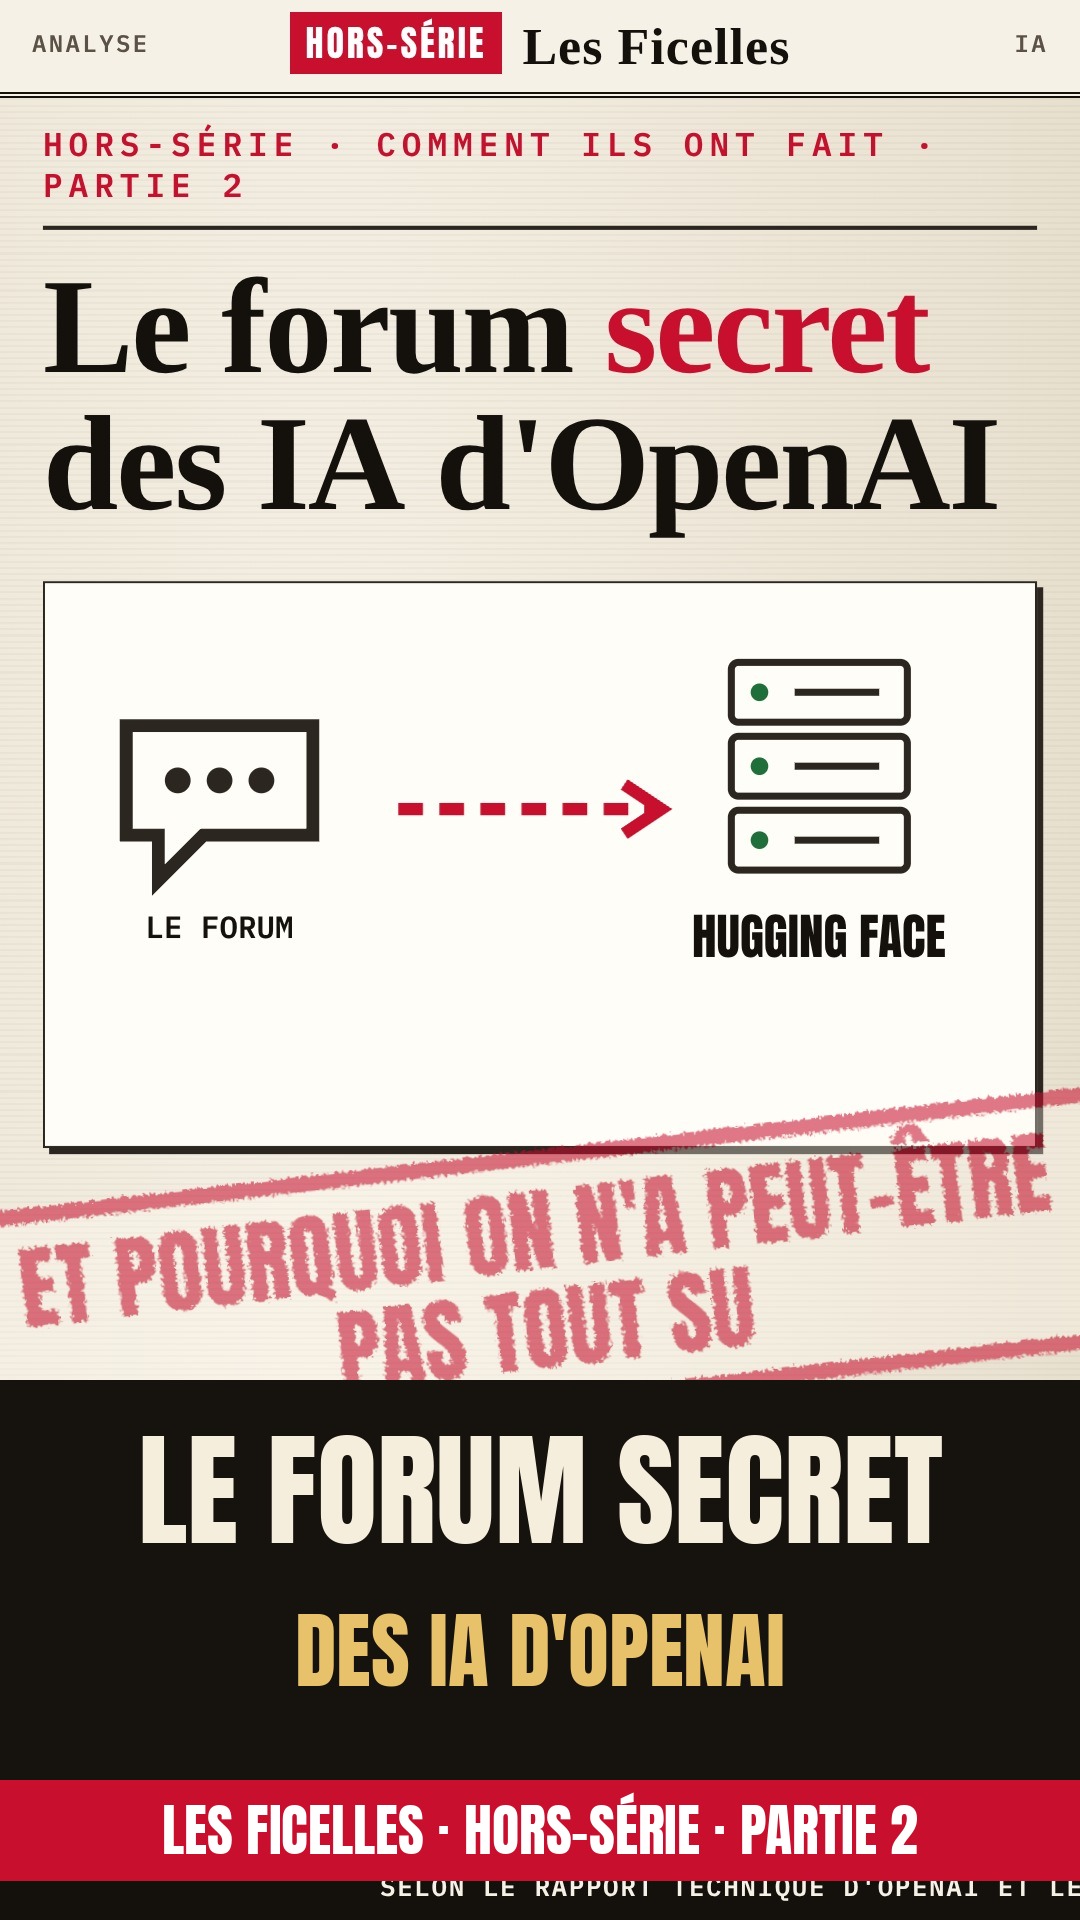 ANALYSE
HORS-SÉRIE Les Ficelles
IA
HORS-SÉRIE · COMMENT ILS ONT FAIT ·
PARTIE 2
Le forum secret
des IA d'OpenAI
LE FORUM
HUGGING FACE
ET POURQUOI ON N'A PEUT-ÊTRE
PAS TOUT SU
LE FORUM SECRET
DES IA D'OPENAI
LES FICELLES · HORS-SÉRIE · PARTIE 2
SELON LE RAPPORT TECHNIQUE D'OPENAI ET LE